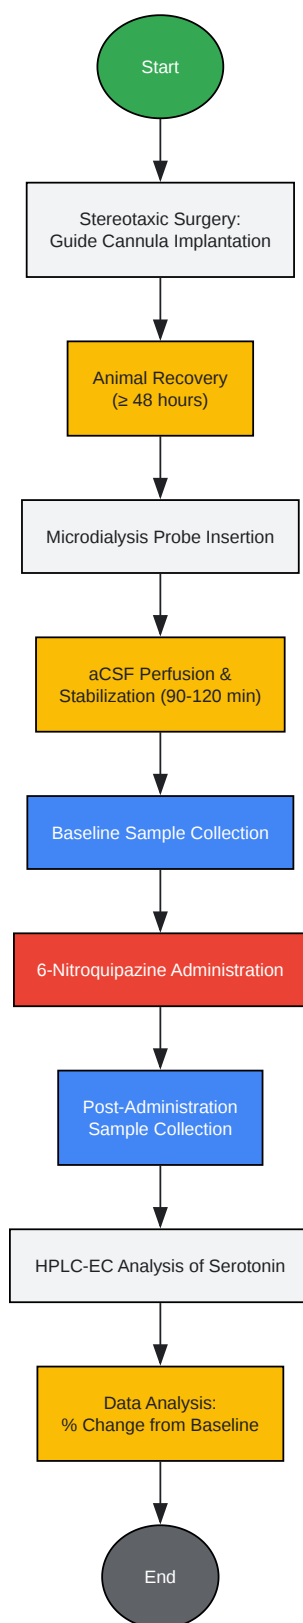 Start
Stereotaxic Surgery:
Guide Cannula Implantation
Animal Recovery
(≥ 48 hours)
Microdialysis Probe Insertion
aCSF Perfusion &
Stabilization (90-120 min)
Baseline Sample Collection
6-Nitroquipazine Administration
Post-Administration
Sample Collection
HPLC-EC Analysis of Serotonin
Data Analysis:
% Change from Baseline
End